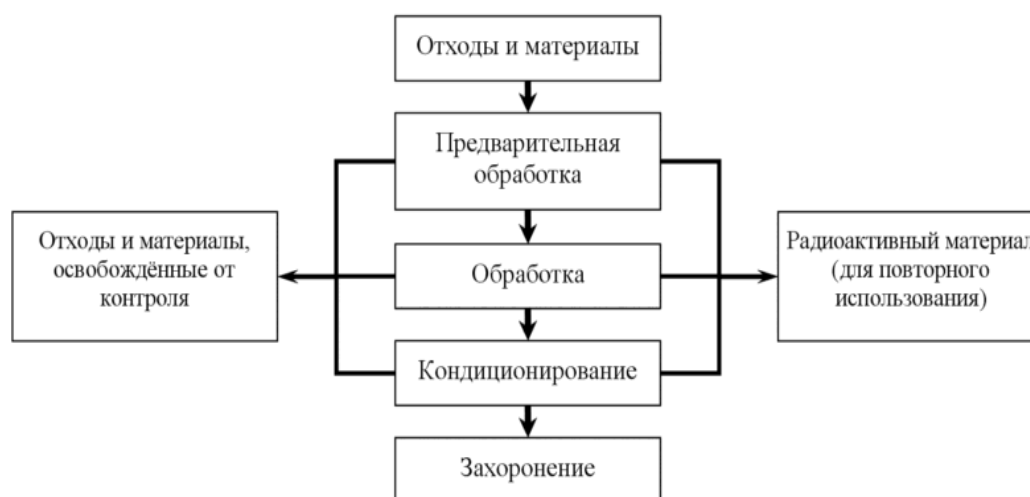 Отходы и материалы
Предварительная
обработка
Отходы и материалы,
освобождённые от
контроля
Обработка
Радиоактивный материал
(для повторного
использования)
Кондиционирование
Захоронение